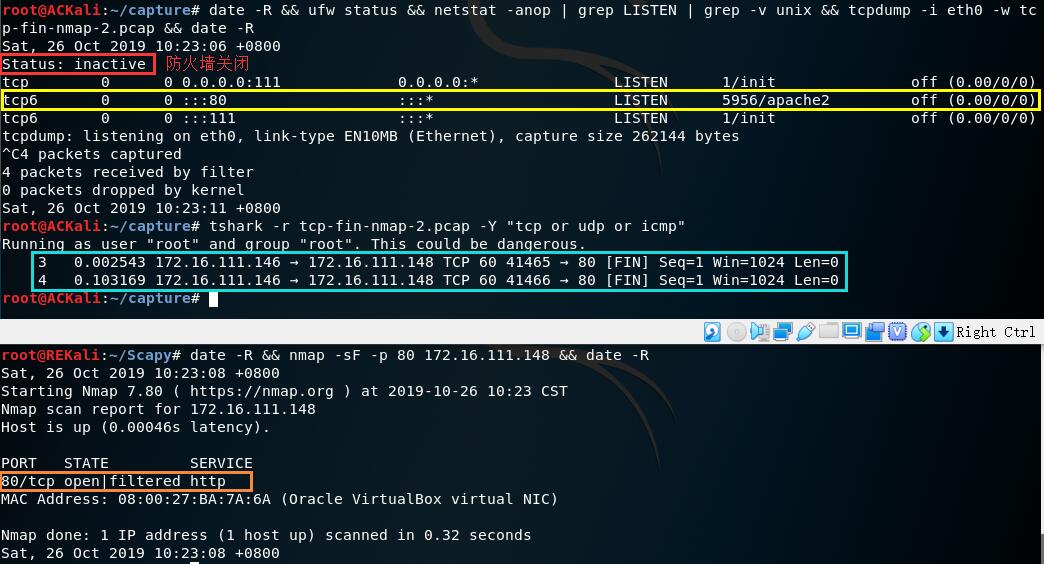 root@ACKali:~/capture# date -R && ufw status && netstat -anop | grep LISTEN | grep -v unix && tcpdump -i eth0 -w tc
p-fin-nmap-2.pcap && date -R
Sat, 26 Oct 2019 10:23:06 +0800
Status: inactive 防火墙关闭
tcp 0 0 0.0.0.0:111 0.0.0.0:* LISTEN 1/init off (0.00/0/0)
tcp6 0 0 :::80 :::* LISTEN 5956/apache2 off (0.00/0/0)
tcp6 0 0 :::111 :::* LISTEN 1/init off (0.00/0/0)
tcpdump: listening on eth0, link-type EN10MB (Ethernet), capture size 262144 bytes
^C4 packets captured
4 packets received by filter
0 packets dropped by kernel
Sat, 26 Oct 2019 10:23:11 +0800
root@ACKali:~/capture# tshark -r tcp-fin-nmap-2.pcap -Y "tcp or udp or icmp"
Running as user "root" and group "root". This could be dangerous.
3 0.002543 172.16.111.146 → 172.16.111.148 TCP 60 41465 → 80 [FIN] Seq=1 Win=1024 Len=0
4 0.103169 172.16.111.146 → 172.16.111.148 TCP 60 41466 → 80 [FIN] Seq=1 Win=1024 Len=0
root@ACKali:~/capture#
Right Ctrl
root@REKali:~/Scapy# date -R && nmap -sF -p 80 172.16.111.148 && date -R
Sat, 26 Oct 2019 10:23:08 +0800
Starting Nmap 7.80 ( https://nmap.org ) at 2019-10-26 10:23 CST
Nmap scan report for 172.16.111.148
Host is up (0.00046s latency).
PORT STATE SERVICE
80/tcp open|filtered http
MAC Address: 08:00:27:BA:7A:6A (Oracle VirtualBox virtual NIC)
Nmap done: 1 IP address (1 host up) scanned in 0.32 seconds
Sat, 26 Oct 2019 10:23:08 +0800